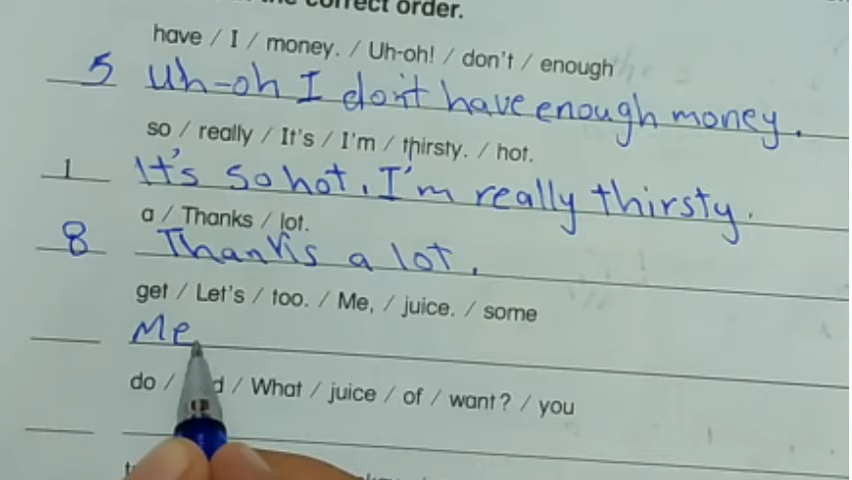 correct order.
have / I / money. / Uh-oh! / don't / enough
5 Uh-oh I don't have enough money.
so / really / It's / I'm / thirsty. / hot.
1 It's so hot. I'm really thirsty.
a / Thanks / lot.
8 Thanks a lot.
get / Let's / too. / Me, / juice. / some
Me
do / / What / juice / of / want? / you